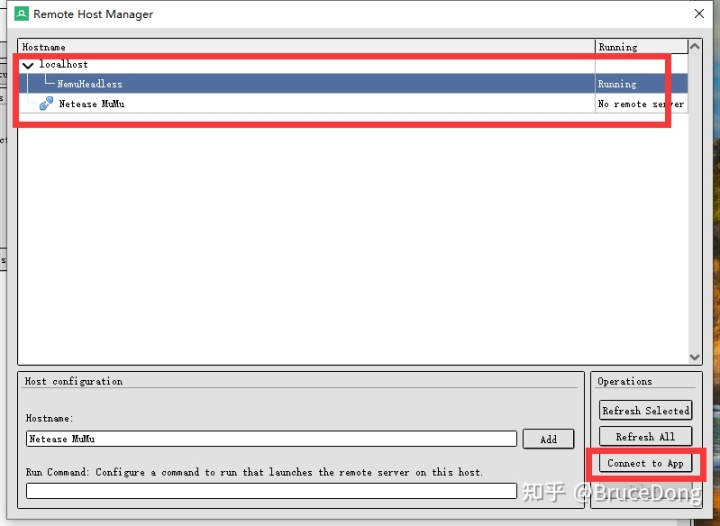 Remote Host Manager
Hostname Running
localhost
NemuHeadless Running
Netease MuMu No remote server
Host configuration
Operations
Hostname:
Refresh Selected
Netease MuMu Add
Refresh All
Run Command: Configure a command to run that launches the remote server on this host.
Connect to App
知乎 @BruceDong